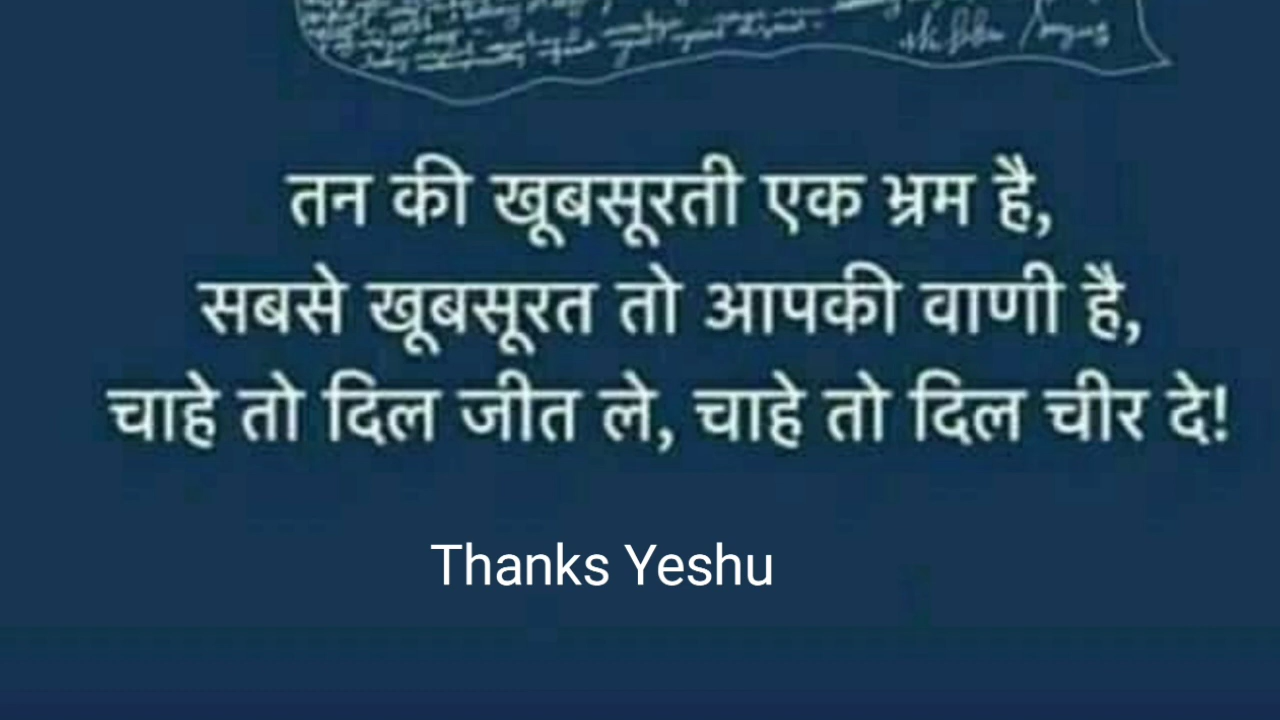 तन की खूबसूरती एक भ्रम है,
सबसे खूबसूरत तो आपकी वाणी है,
चाहे तो दिल जीत ले, चाहे तो दिल चीर दे!
Thanks Yeshu